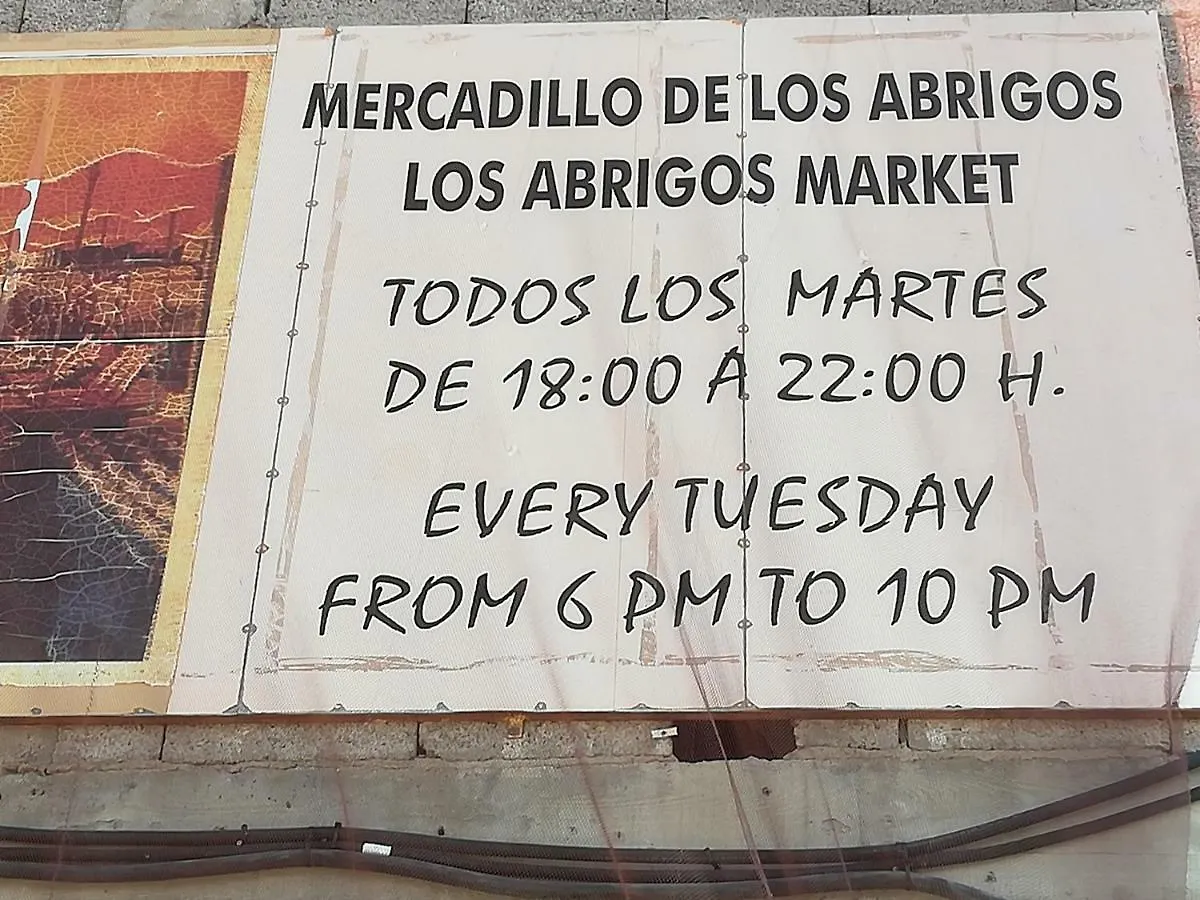 MERCADILLO DE LOS ABRIGOS
LOS ABRIGOS MARKET
TODOS LOS MARTES
DE 18:00 A 22:00 H.
EVERY TUESDAY
FROM 6 PM TO 10 PM